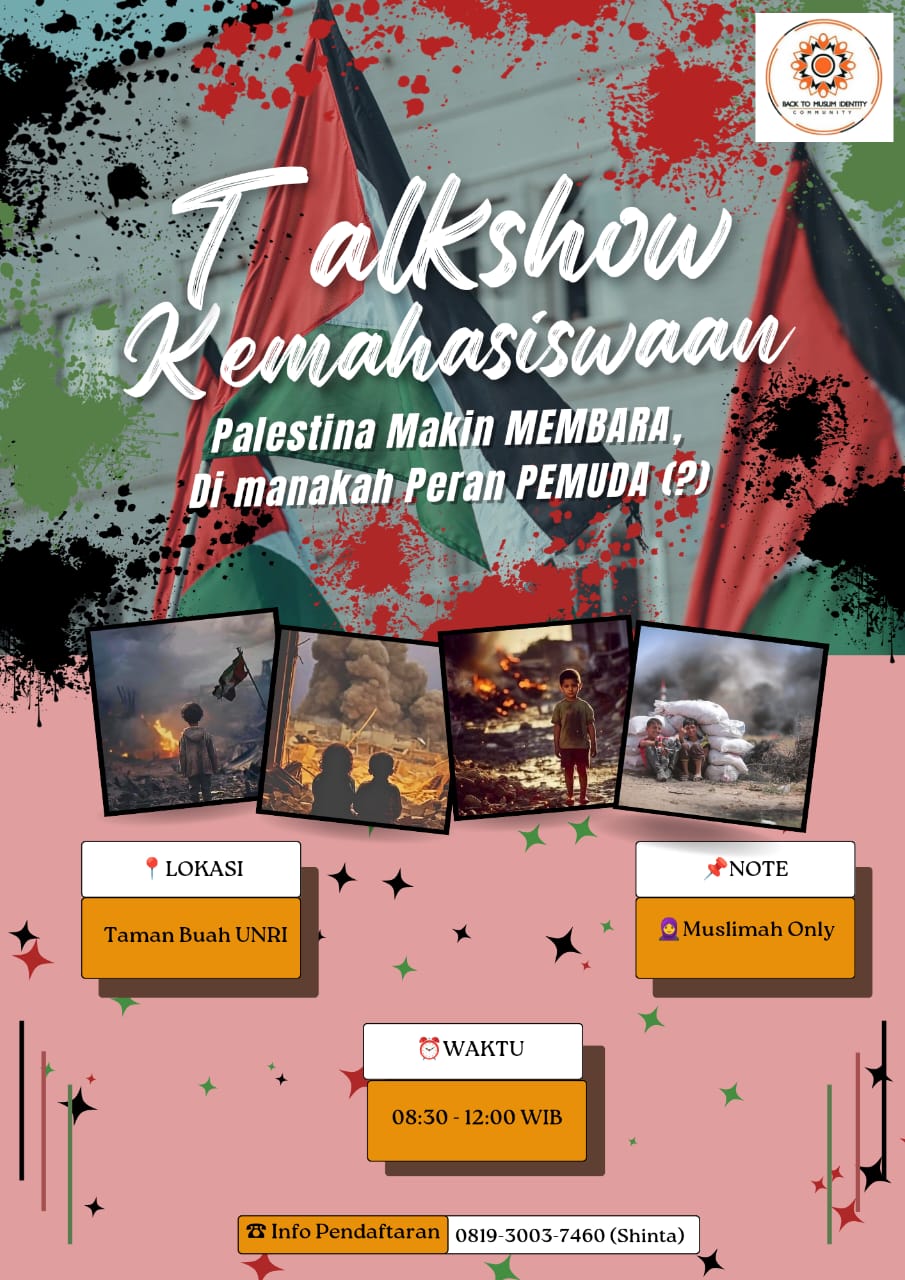 BACK TO MUSLIM IDENTITY
COMMUNITY
Talkshow
Kemahasiswaan
Palestina Makin MEMBARA,
Di manakah Peran PEMUDA (?)
📍LOKASI
Taman Buah UNRI
📌NOTE
🧕Muslimah Only
⏰WAKTU
08:30 - 12:00 WIB
☎ Info Pendaftaran 0819-3003-7460 (Shinta)